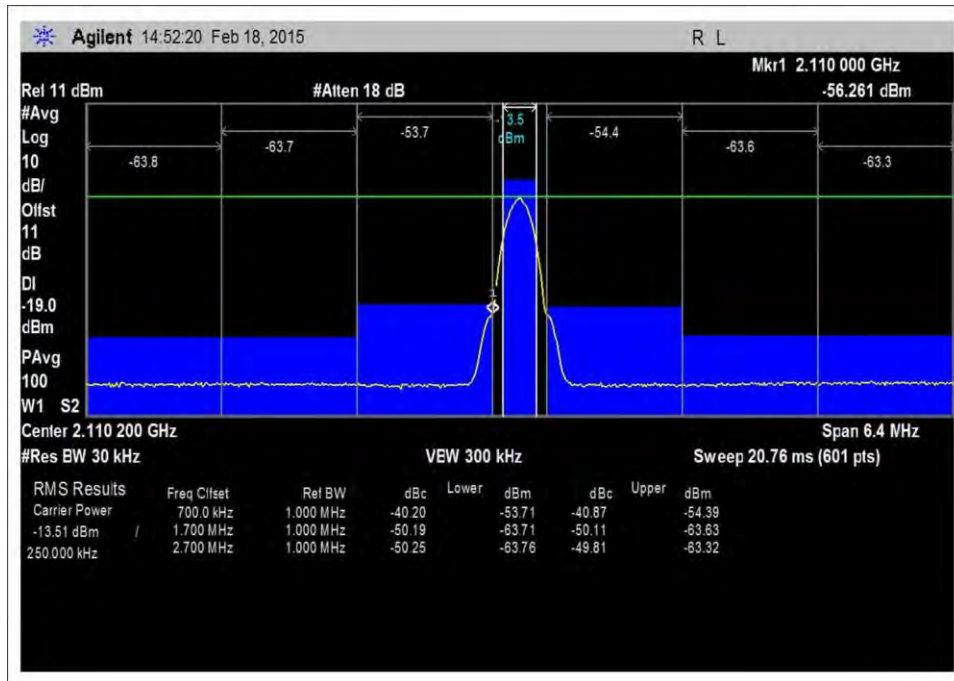 Agilent 14:52:20 Feb 18, 2015 R L
Mkr1 2.110 000 GHz
Rel 11 dBm #Atten 18 dB -56.261 dBm
#Avg
Log
10
dB/
Offst
11
dB
DI
-19.0
dBm
PAvg
100
W1 S2
-63.8 -63.7 -53.7 -13.5 -54.4 -63.6 -63.3
dBm
1
Center 2.110 200 GHz Span 6.4 MHz
#Res BW 30 kHz VEW 300 kHz Sweep 20.76 ms (601 pts)
RMS Results Freq Clfset Ref BW dBc Lower dBm dBc Upper dBm
Carrier Power 700.0 kHz 1.000 MHz -40.20 -53.71 -40.87 -54.39
-13.51 dBm / 1.700 MHz 1.000 MHz -50.19 -63.71 -50.11 -63.63
250.000 kHz 2.700 MHz 1.000 MHz -50.25 -63.76 -49.81 -63.32